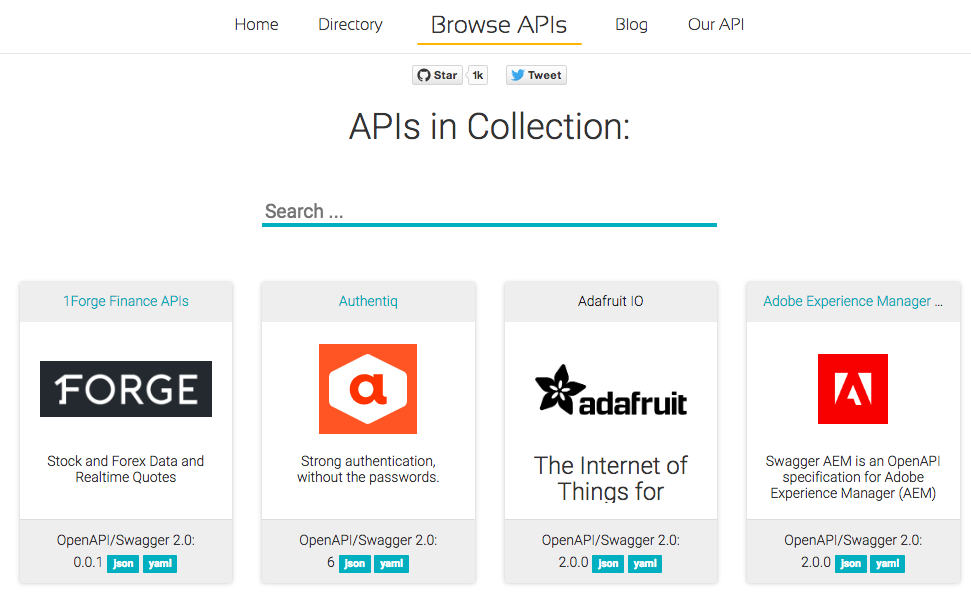 Home Directory Browse APIs Blog Our API
Star 1k Tweet
APIs in Collection:
Search ...
1Forge Finance APIs
1FORGE
Stock and Forex Data and
Realtime Quotes
OpenAPI/Swagger 2.0:
0.0.1 json yaml
Authentiq
a
Strong authentication,
without the passwords.
OpenAPI/Swagger 2.0:
6 json yaml
Adafruit IO
adafruit
The Internet of
Things for
OpenAPI/Swagger 2.0:
2.0.0 json yaml
Adobe Experience Manager ...
Swagger AEM is an OpenAPI
specification for Adobe
Experience Manager (AEM)
OpenAPI/Swagger 2.0:
2.0.0 json yaml